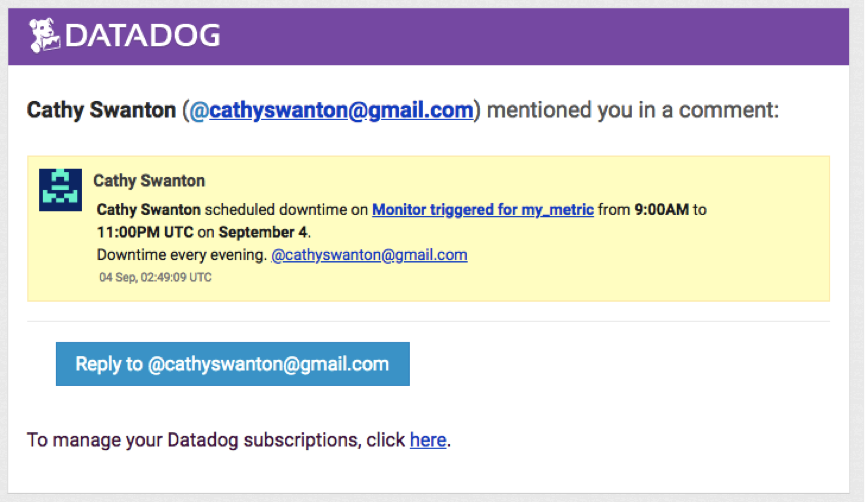 DATADOG
Cathy Swanton (@cathyswanton@gmail.com) mentioned you in a comment:
Cathy Swanton
Cathy Swanton scheduled downtime on Monitor triggered for my_metric from 9:00AM to
11:00PM UTC on September 4.
Downtime every evening. @cathyswanton@gmail.com
04 Sep, 02:49:09 UTC
Reply to @cathyswanton@gmail.com
To manage your Datadog subscriptions, click here.